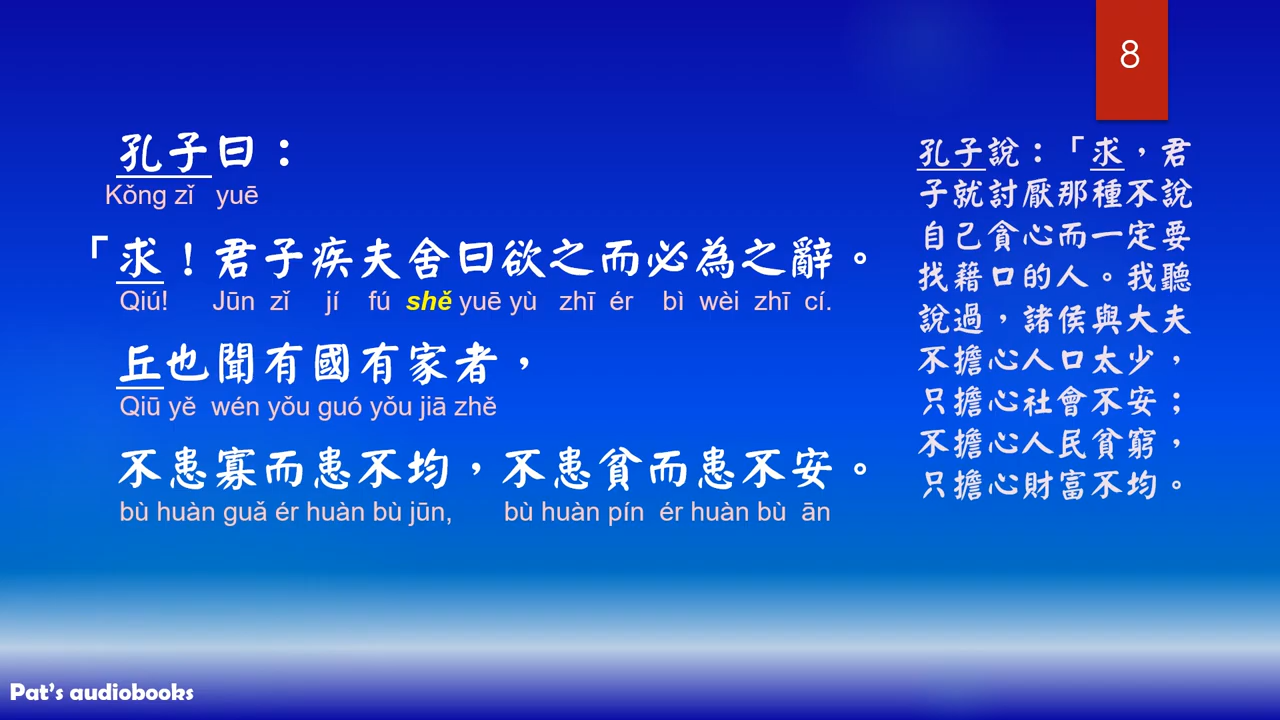 8
孔子曰：
Kǒng zǐ yuē
「求！君子疾夫舍曰欲之而必為之辭。
Qiú! Jūn zǐ jí fú shě yuē yù zhī ér bì wèi zhī cí.
丘也聞有國有家者，
Qiū yě wén yǒu guó yǒu jiā zhě
不患寡而患不均，不患貧而患不安。
bù huàn guǎ ér huàn bù jūn, bù huàn pín ér huàn bù ān
孔子說：「求，君
子就討厭那種不說
自己貪心而一定要
找藉口的人。我聽
說過，諸侯與大夫
不擔心人口太少，
只擔心社會不安；
不擔心人民貧窮，
只擔心財富不均。
Pat's audiobooks